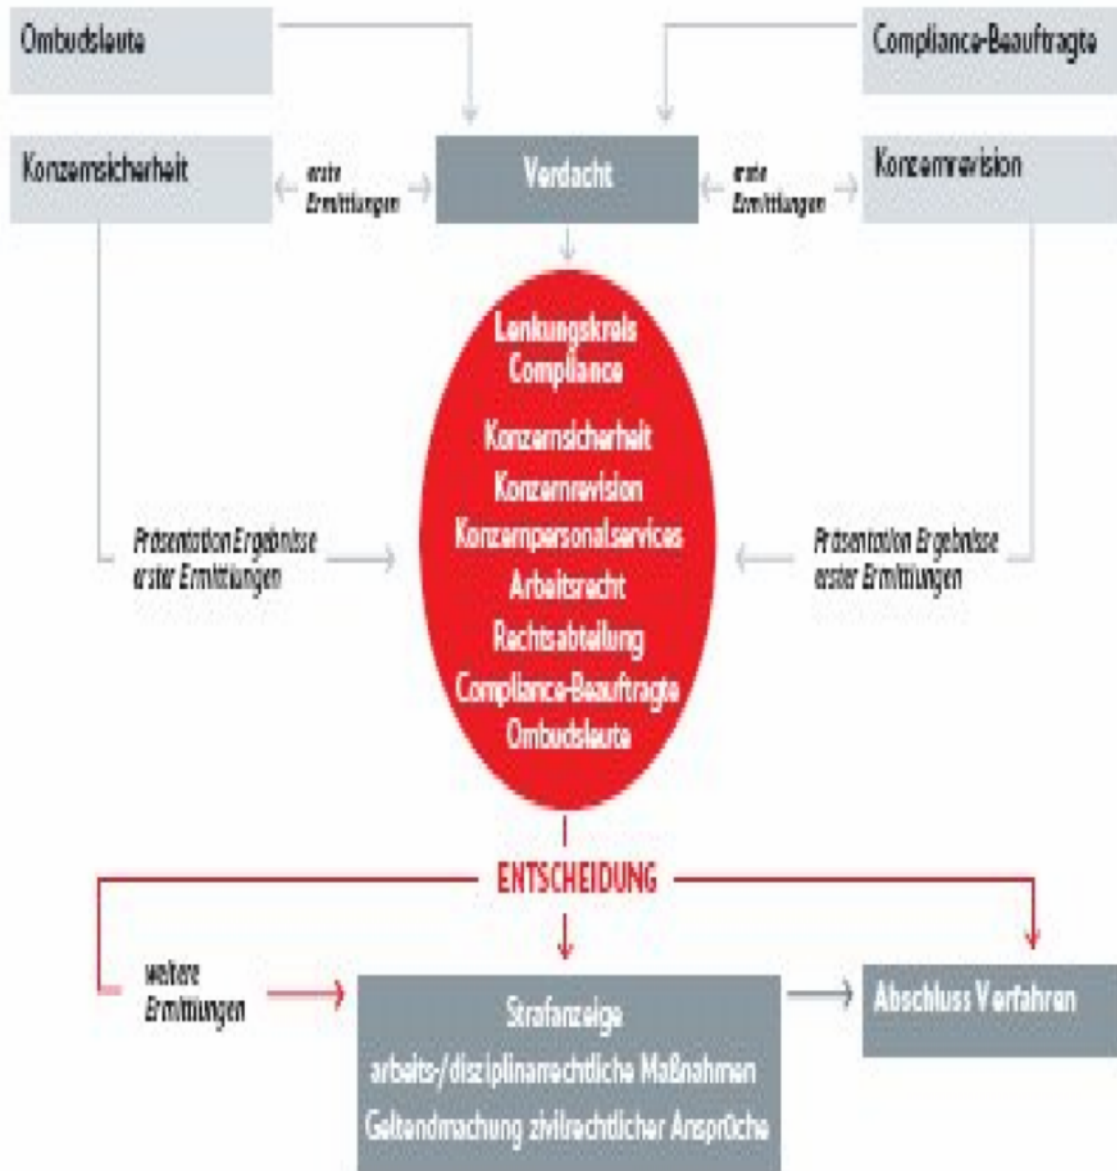 Ombudsleute
Compliance-Beauftragte
Konzernsicherheit
erste
Ermittlungen
Verdacht
erste
Ermittlungen
Konzernrevision
Lenkungskreis
Compliance
Konzernsicherheit
Konzernrevision
Konzernpersonalservices
Arbeitsrecht
Rechtsabteilung
Compliance-Beauftragte
Ombudsleute
Präsentation Ergebnisse
erster Ermittlungen
Präsentation Ergebnisse
erster Ermittlungen
ENTSCHEIDUNG
weitere
Ermittlungen
Strafanzeige
arbeits-/disziplinarrechtliche Maßnahmen
Geltendmachung zivilrechtlicher Ansprüche
Abschluss Verfahren